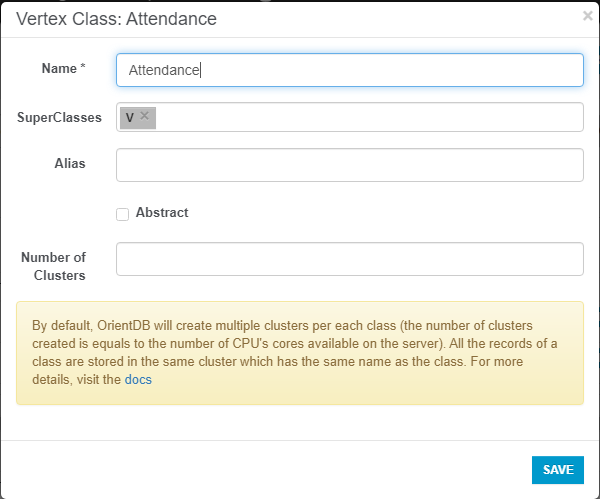 Vertex Class: Attendance
×
Name *
Attendance
SuperClasses
V ×
Alias
Abstract
Number of
Clusters
By default, OrientDB will create multiple clusters per each class (the number of clusters
created is equals to the number of CPU's cores available on the server). All the records of a
class are stored in the same cluster which has the same name as the class. For more
details, visit the docs
SAVE